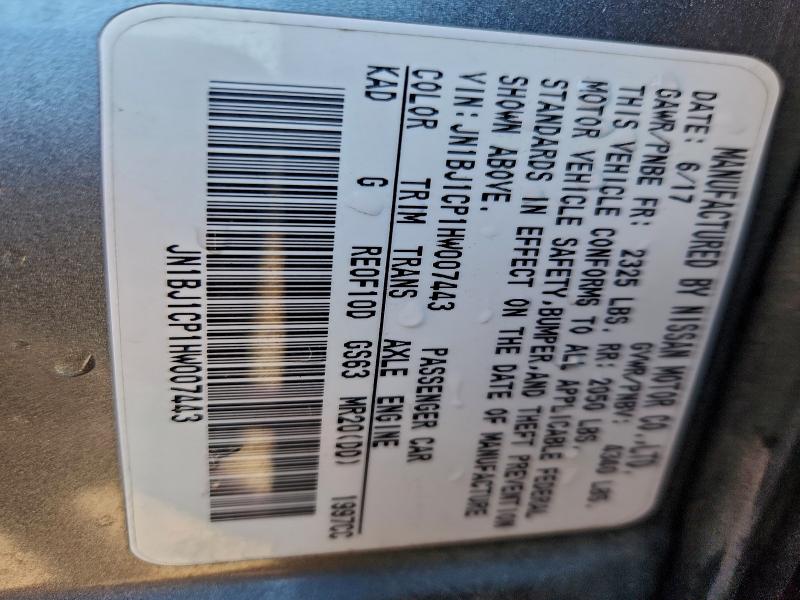 MANUFACTURED BY NISSAN MOTOR CO.,LTD.
DATE: 6/17 GVWR/PNBV: 4360 LBS.
GAWR/PNBE FR: 2325 LBS, RR: 2050 LBS,
THIS VEHICLE CONFORMS TO ALL APPLICABLE FEDERAL
MOTOR VEHICLE SAFETY,BUMPER,AND THEFT PREVENTION
STANDARDS IN EFFECT ON THE DATE OF MANUFACTURE
SHOWN ABOVE.
VIN:JN1BJ1CP1HW007443 PASSENGER CAR
COLOR TRIM TRANS AXLE ENGINE
KAD G RE0F10D GS63 MR20(DD) 1997CC
JN1BJ1CP1HW007443